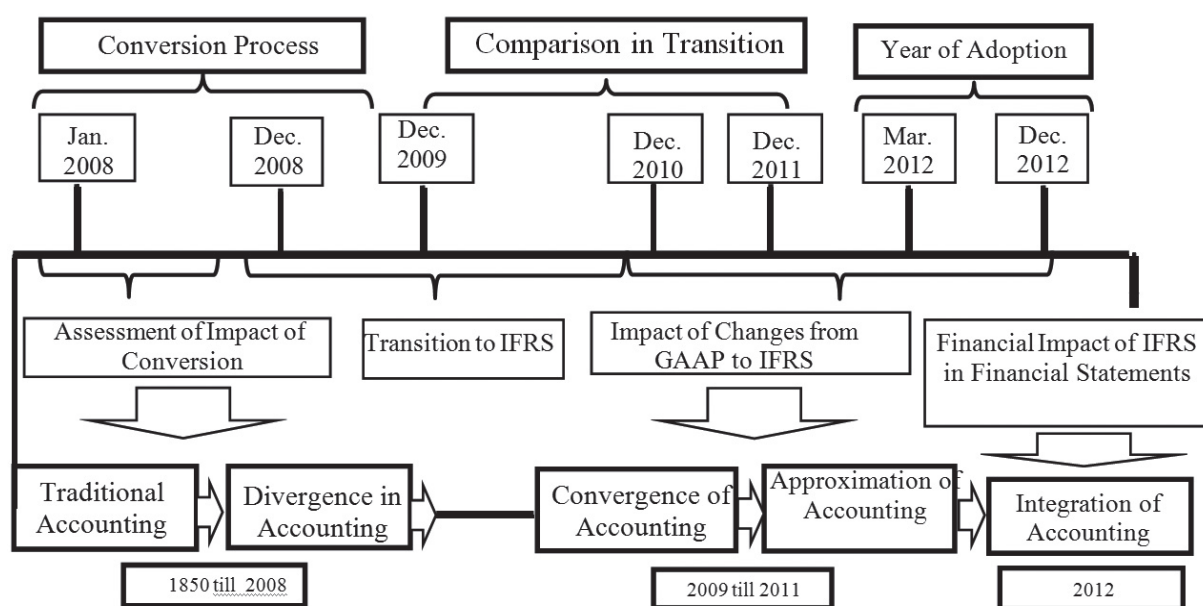 Conversion Process
Comparison in Transition
Year of Adoption
Jan.
2008
Dec.
2008
Dec.
2009
Dec.
2010
Dec.
2011
Mar.
2012
Dec.
2012
Assessment of Impact of
Conversion
Transition to IFRS
Impact of Changes from
GAAP to IFRS
Financial Impact of IFRS
in Financial Statements
Traditional
Accounting
Divergence in
Accounting
Convergence of
Accounting
Approximation of
Accounting
Integration of
Accounting
1850 till 2008
2009 till 2011
2012